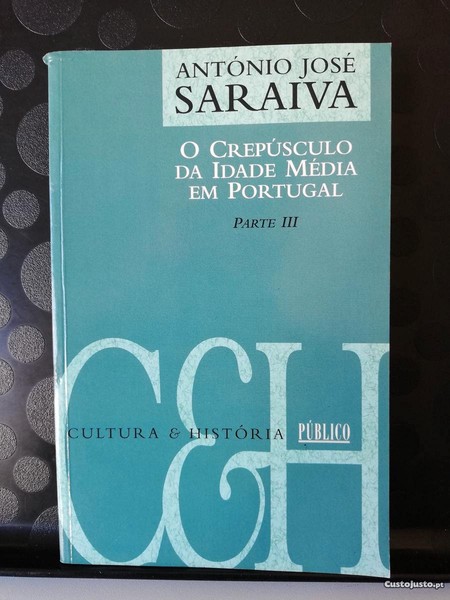 ANTÓNIO JOSÉ
SARAIVA
O CREPÚSCULO
DA IDADE MÉDIA
EM PORTUGAL
PARTE III
C&H
CULTURA & HISTÓRIA PÚBLICO
Custojusto.pt